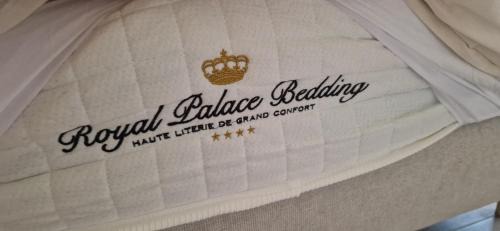 Royal Palace Bedding
HAUTE LITERIE DE GRAND CONFORT